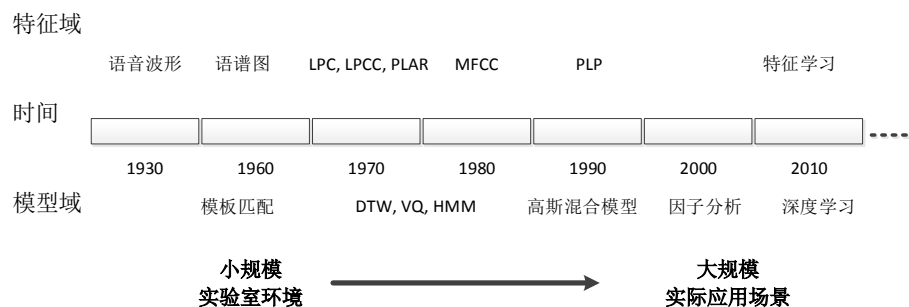 特征域
语音波形 语谱图 LPC, LPCC, PLAR MFCC PLP 特征学习
时间
1930 1960 1970 1980 1990 2000 2010
模型域 模板匹配 DTW, VQ, HMM 高斯混合模型 因子分析 深度学习
小规模 大规模
实验室环境 实际应用场景